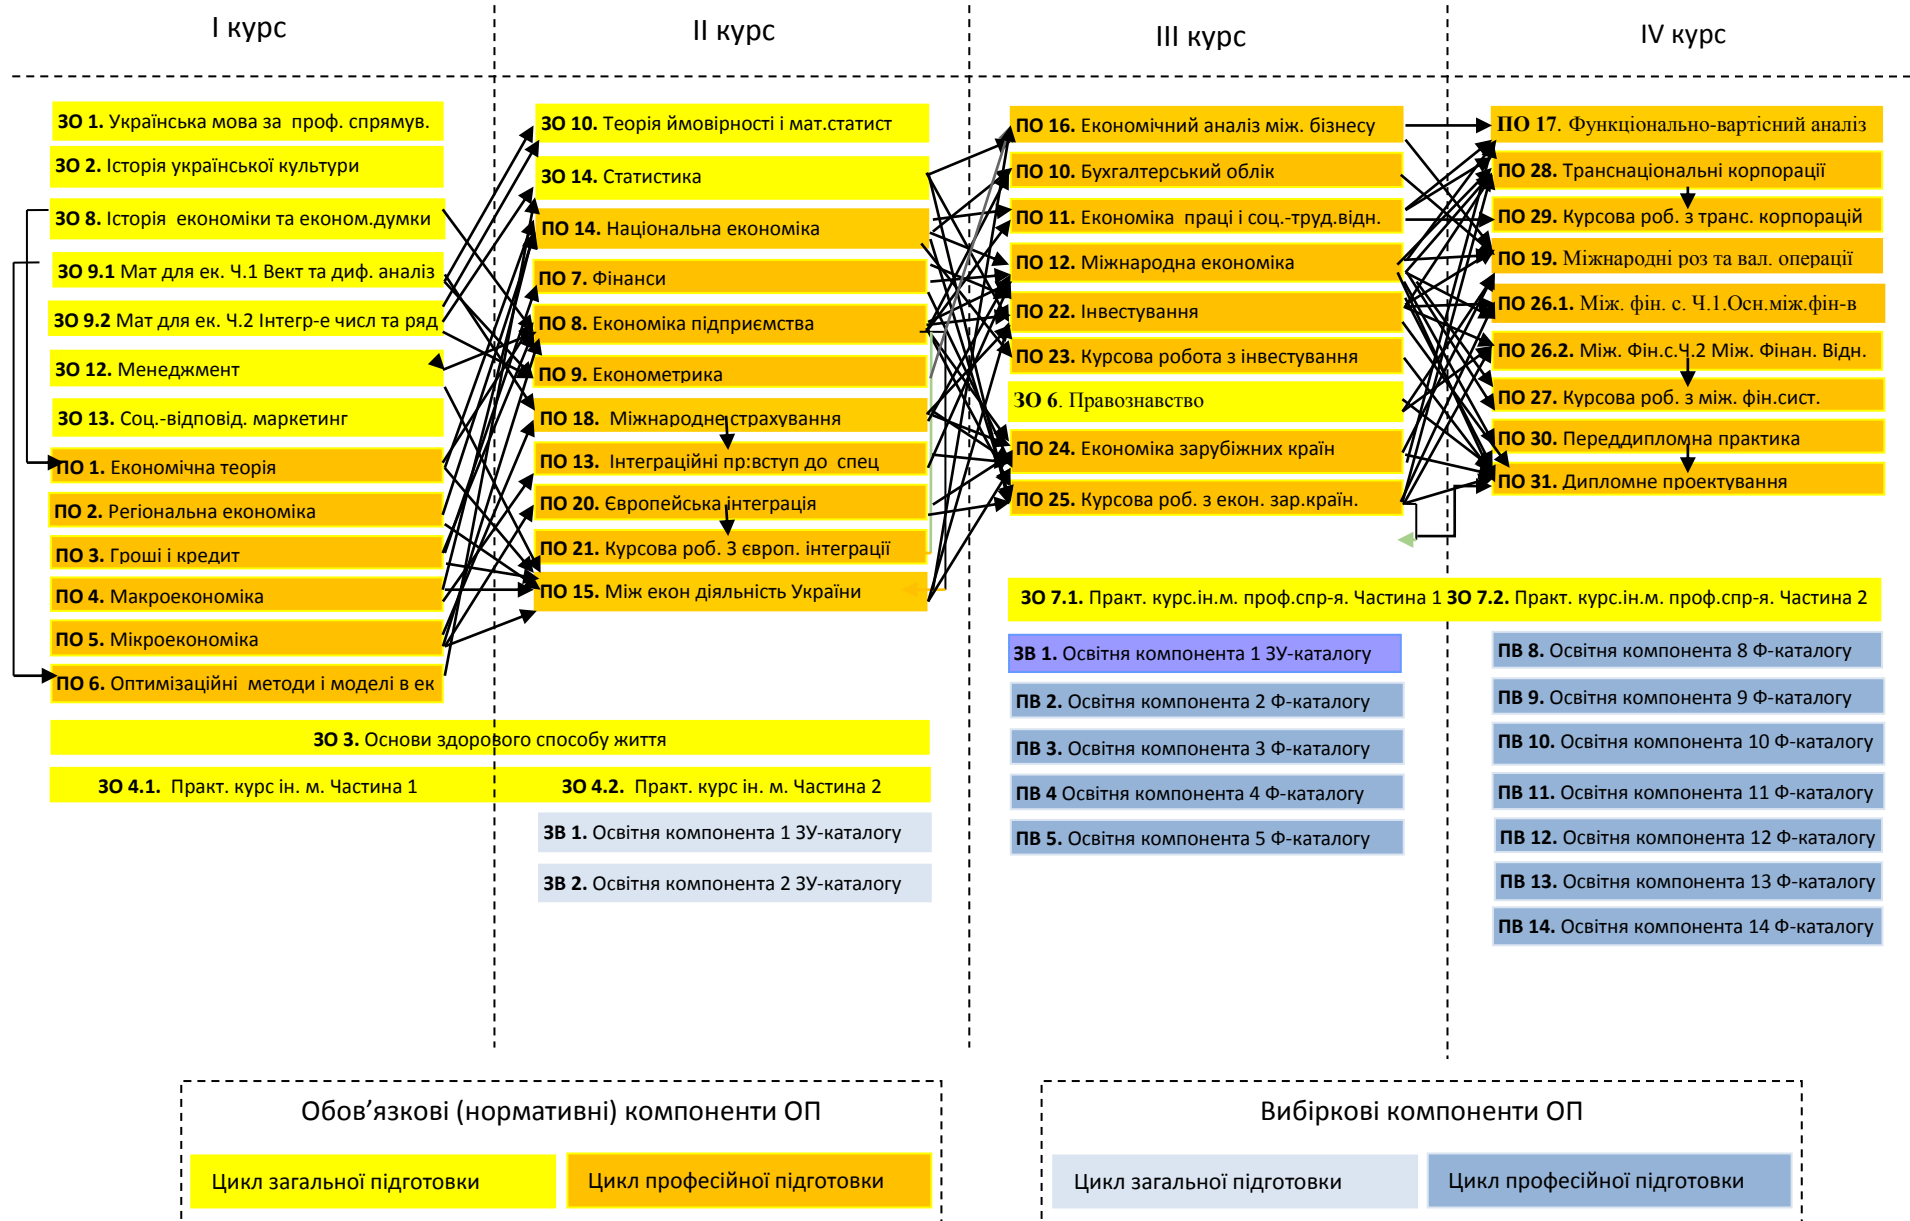 І курс
ІІ курс
ІІІ курс
IV курс
ЗО 1. Українська мова за проф. спрямув.
ЗО 2. Історія української культури
ЗО 8. Історія економіки та економ.думки
ЗО 9.1 Мат для ек. Ч.1 Вект та диф. аналіз
ЗО 9.2 Мат для ек. Ч.2 Інтегр-е числ та ряд
ЗО 12. Менеджмент
ЗО 13. Соц.-відповід. маркетинг
ПО 1. Економічна теорія
ПО 2. Регіональна економіка
ПО 3. Гроші і кредит
ПО 4. Макроекономіка
ПО 5. Мікроекономіка
ПО 6. Оптимізаційні методи і моделі в ек
ЗО 10. Теорія ймовірності і мат.статист
ЗО 14. Статистика
ПО 14. Національна економіка
ПО 7. Фінанси
ПО 8. Економіка підприємства
ПО 9. Економетрика
ПО 18. Міжнародне страхування
ПО 13. Інтеграційні пр:вступ до спец
ПО 20. Європейська інтеграція
ПО 21. Курсова роб. З європ. інтеграції
ПО 15. Між екон діяльність України
ЗО 3. Основи здорового способу життя
ЗО 4.1. Практ. курс ін. м. Частина 1
ЗО 4.2. Практ. курс ін. м. Частина 2
ЗВ 1. Освітня компонента 1 ЗУ-каталогу
ЗВ 2. Освітня компонента 2 ЗУ-каталогу
ПО 16. Економічний аналіз між. бізнесу
ПО 10. Бухгалтерський облік
ПО 11. Економіка праці і соц.-труд.відн.
ПО 12. Міжнародна економіка
ПО 22. Інвестування
ПО 23. Курсова робота з інвестування
ЗО 6. Правознавство
ПО 24. Економіка зарубіжних країн
ПО 25. Курсова роб. з екон. зар.країн.
ПО 17. Функціонально-вартісний аналіз
ПО 28. Транснаціональні корпорації
ПО 29. Курсова роб. з транс. корпорацій
ПО 19. Міжнародні роз та вал. операції
ПО 26.1. Між. фін. с. Ч.1.Осн.між.фін-в
ПО 26.2. Між. Фін.с.Ч.2 Між. Фінан. Відн.
ПО 27. Курсова роб. з між. фін.сист.
ПО 30. Переддипломна практика
ПО 31. Дипломне проектування
ЗО 7.1. Практ. курс.ін.м. проф.спр-я. Частина 1 ЗО 7.2. Практ. курс.ін.м. проф.спр-я. Частина 2
ЗВ 1. Освітня компонента 1 ЗУ-каталогу
ПВ 2. Освітня компонента 2 Ф-каталогу
ПВ 3. Освітня компонента 3 Ф-каталогу
ПВ 4 Освітня компонента 4 Ф-каталогу
ПВ 5. Освітня компонента 5 Ф-каталогу
ПВ 8. Освітня компонента 8 Ф-каталогу
ПВ 9. Освітня компонента 9 Ф-каталогу
ПВ 10. Освітня компонента 10 Ф-каталогу
ПВ 11. Освітня компонента 11 Ф-каталогу
ПВ 12. Освітня компонента 12 Ф-каталогу
ПВ 13. Освітня компонента 13 Ф-каталогу
ПВ 14. Освітня компонента 14 Ф-каталогу
Обов’язкові (нормативні) компоненти ОП
Цикл загальної підготовки
Цикл професійної підготовки
Вибіркові компоненти ОП
Цикл загальної підготовки
Цикл професійної підготовки